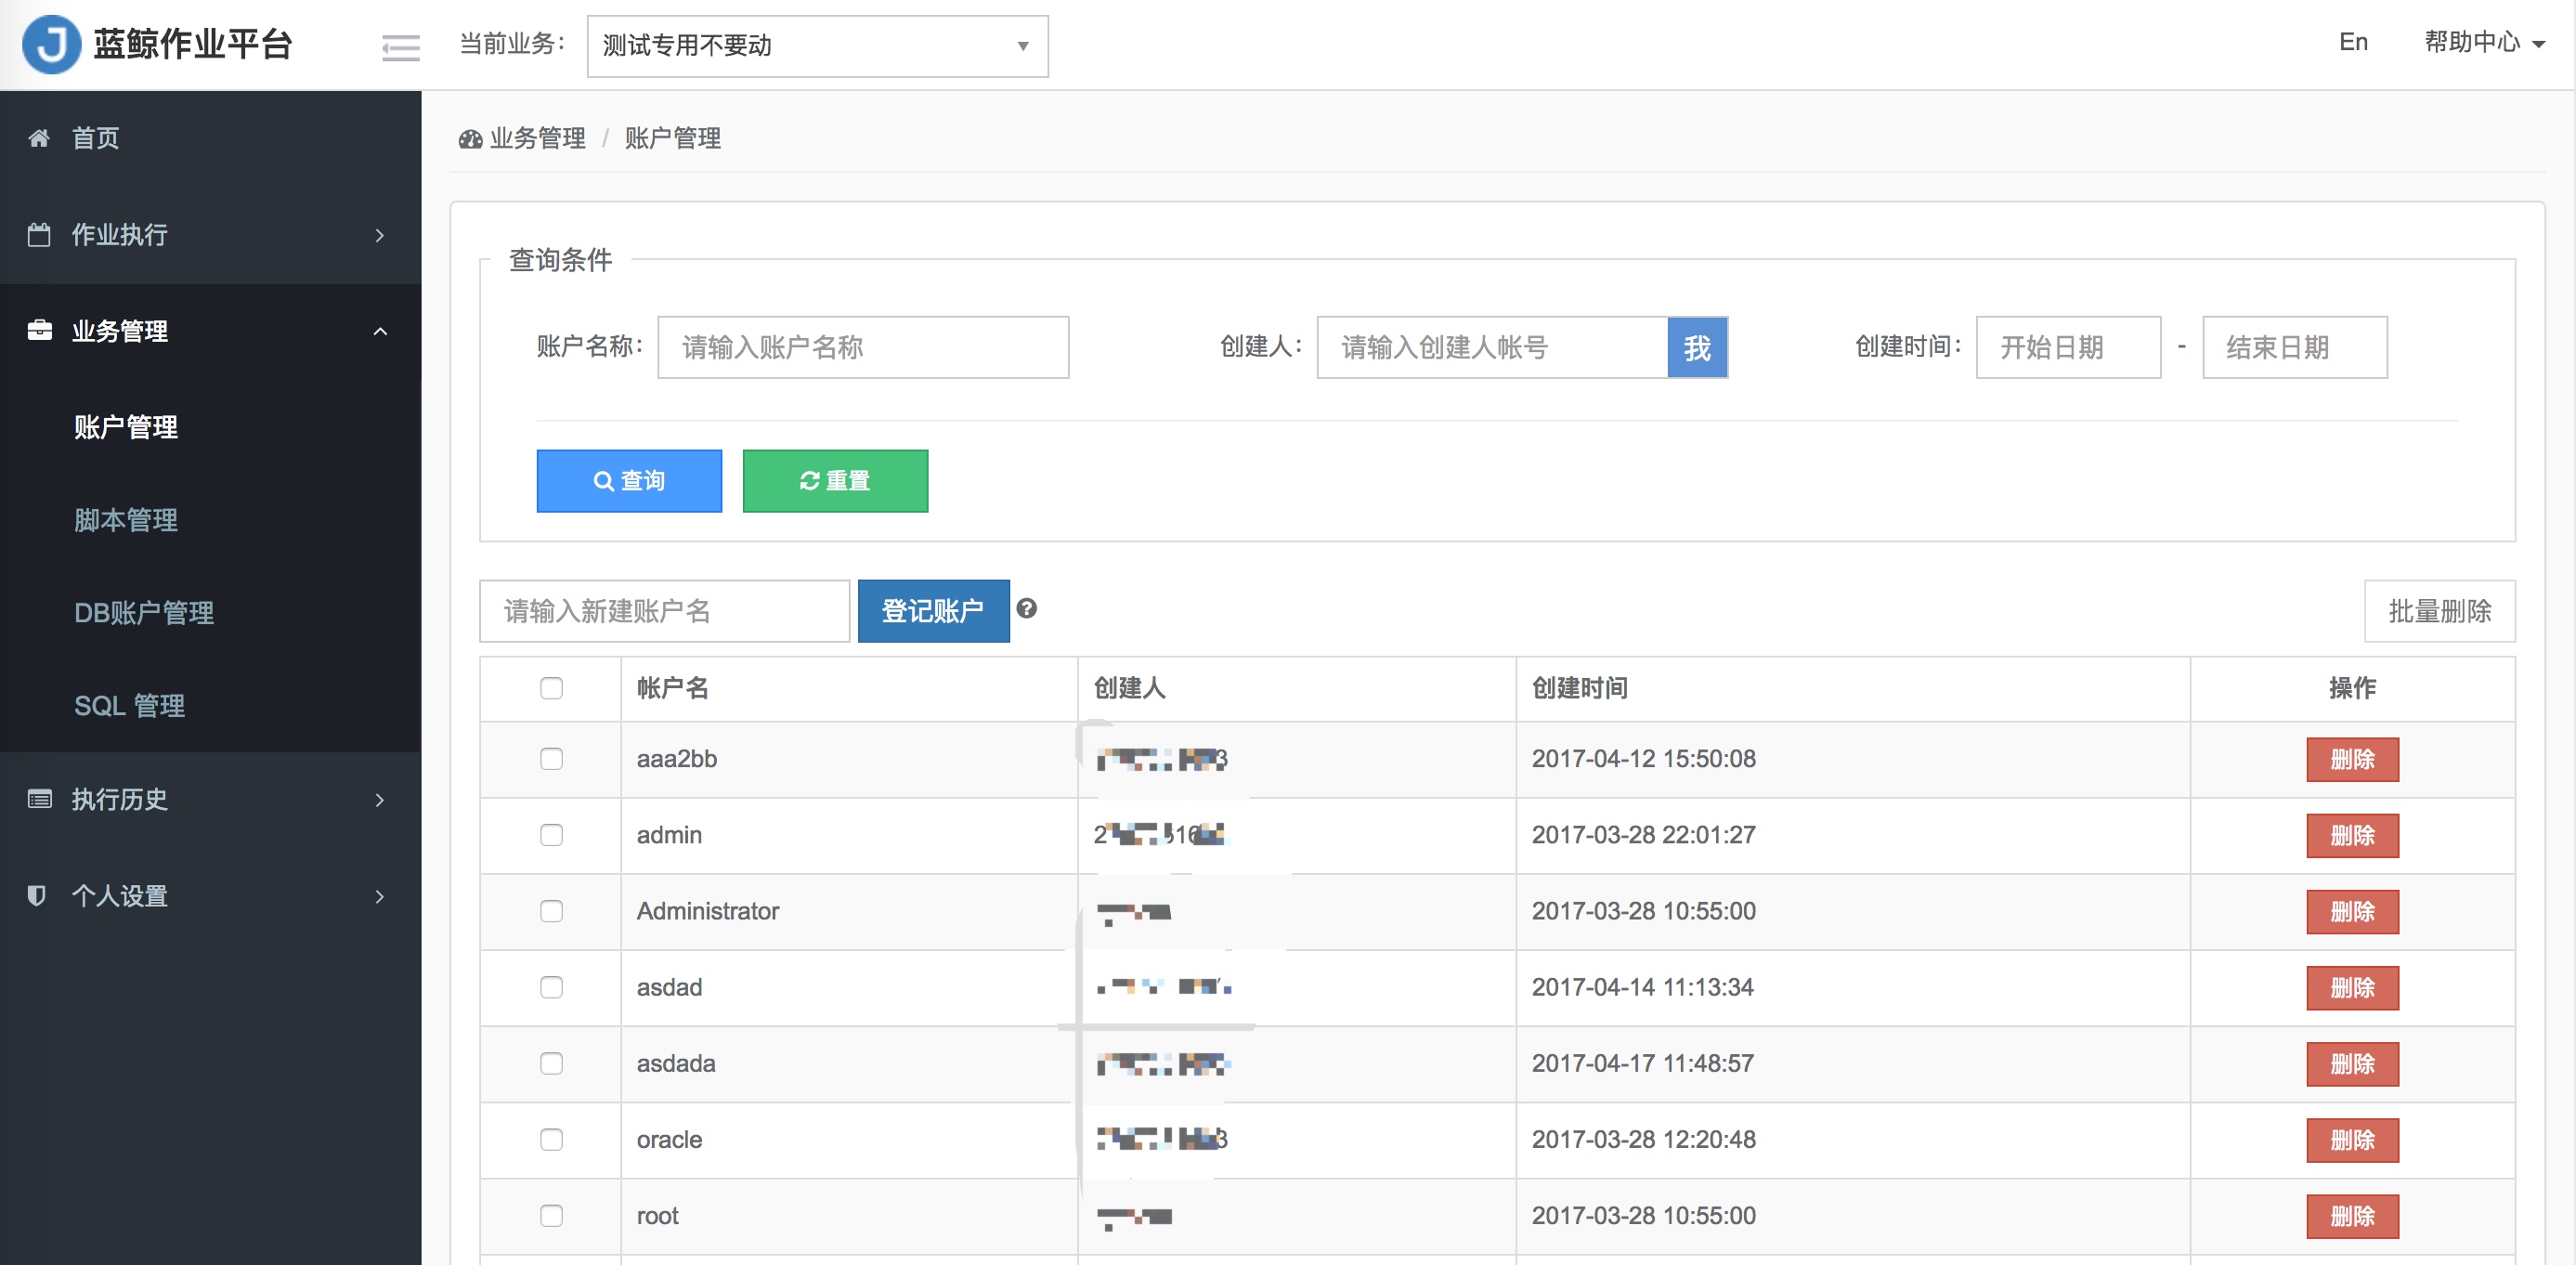 蓝鲸作业平台
当前业务：
测试专用不要动
En
帮助中心
首页
作业执行
业务管理
账户管理
脚本管理
DB账户管理
SQL 管理
执行历史
个人设置
业务管理 / 账户管理
查询条件
账户名称： 请输入账户名称 创建人： 请输入创建人帐号 我 创建时间： 开始日期 - 结束日期
查询 重置
请输入新建账户名 登记账户 批量删除
帐户名 创建人 创建时间 操作
aaa2bb 2017-04-12 15:50:08 删除
admin 2017-03-28 22:01:27 删除
Administrator 2017-03-28 10:55:00 删除
asdad 2017-04-14 11:13:34 删除
asdada 2017-04-17 11:48:57 删除
oracle 2017-03-28 12:20:48 删除
root 2017-03-28 10:55:00 删除